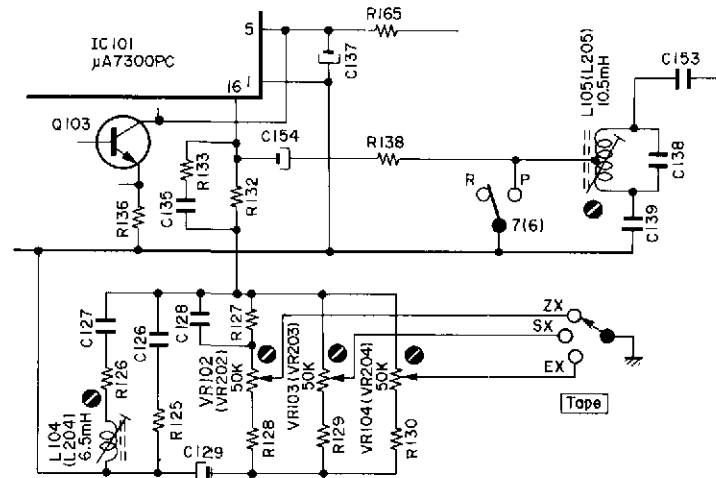 5
R165
IC101
μA7300PC
C137
L105(L205)
10.5mH
C153
16
1
Q103
C154
R138
R133
C138
R
P
R132
C135
R136
7(6)
C139
C127
C126
C128
R127
ZX
SX
EX
VR102
(VR202)
50K
VR103(VR203)
50K
VR104(VR204)
50K
R126
Tape
L104
(L204)
6.5mH
R125
C129
R128
R129
R130